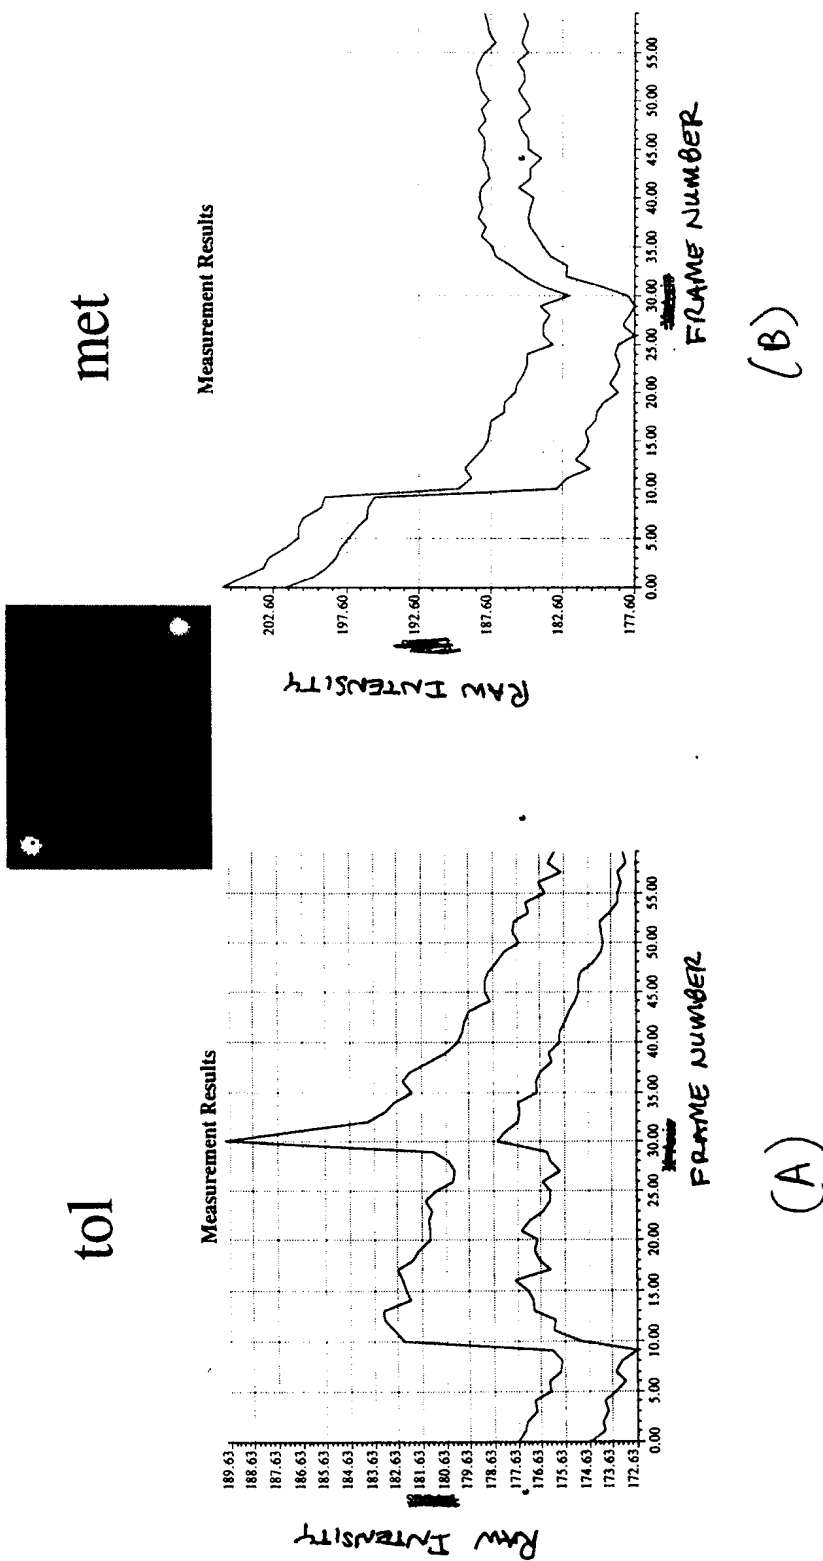 tol
Measurement Results
RAW INTENSITY
189.63
188.63
187.63
186.63
185.63
184.63
183.63
182.63
181.63
180.63
179.63
178.63
177.63
176.63
175.63
174.63
173.63
172.63
0.00 5.00 10.00 15.00 20.00 25.00 30.00 35.00 40.00 45.00 50.00 55.00
FRAME NUMBER
(A)
met
Measurement Results
RAW INTENSITY
202.60
197.60
192.60
187.60
182.60
177.60
0.00 5.00 10.00 15.00 20.00 25.00 30.00 35.00 40.00 45.00 50.00 55.00
FRAME NUMBER
(B)